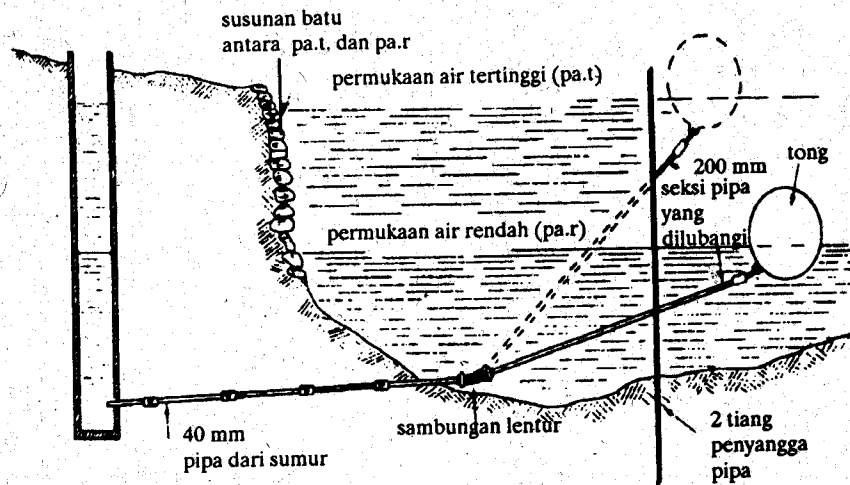 susunan batu
antara pa.t. dan pa.r
permukaan air tertinggi (pa.t)
200 mm
seksi pipa
yang
dilubangi
tong
permukaan air rendah (pa.r)
40 mm
pipa dari sumur
sambungan lentur
2 tiang
penyangga
pipa